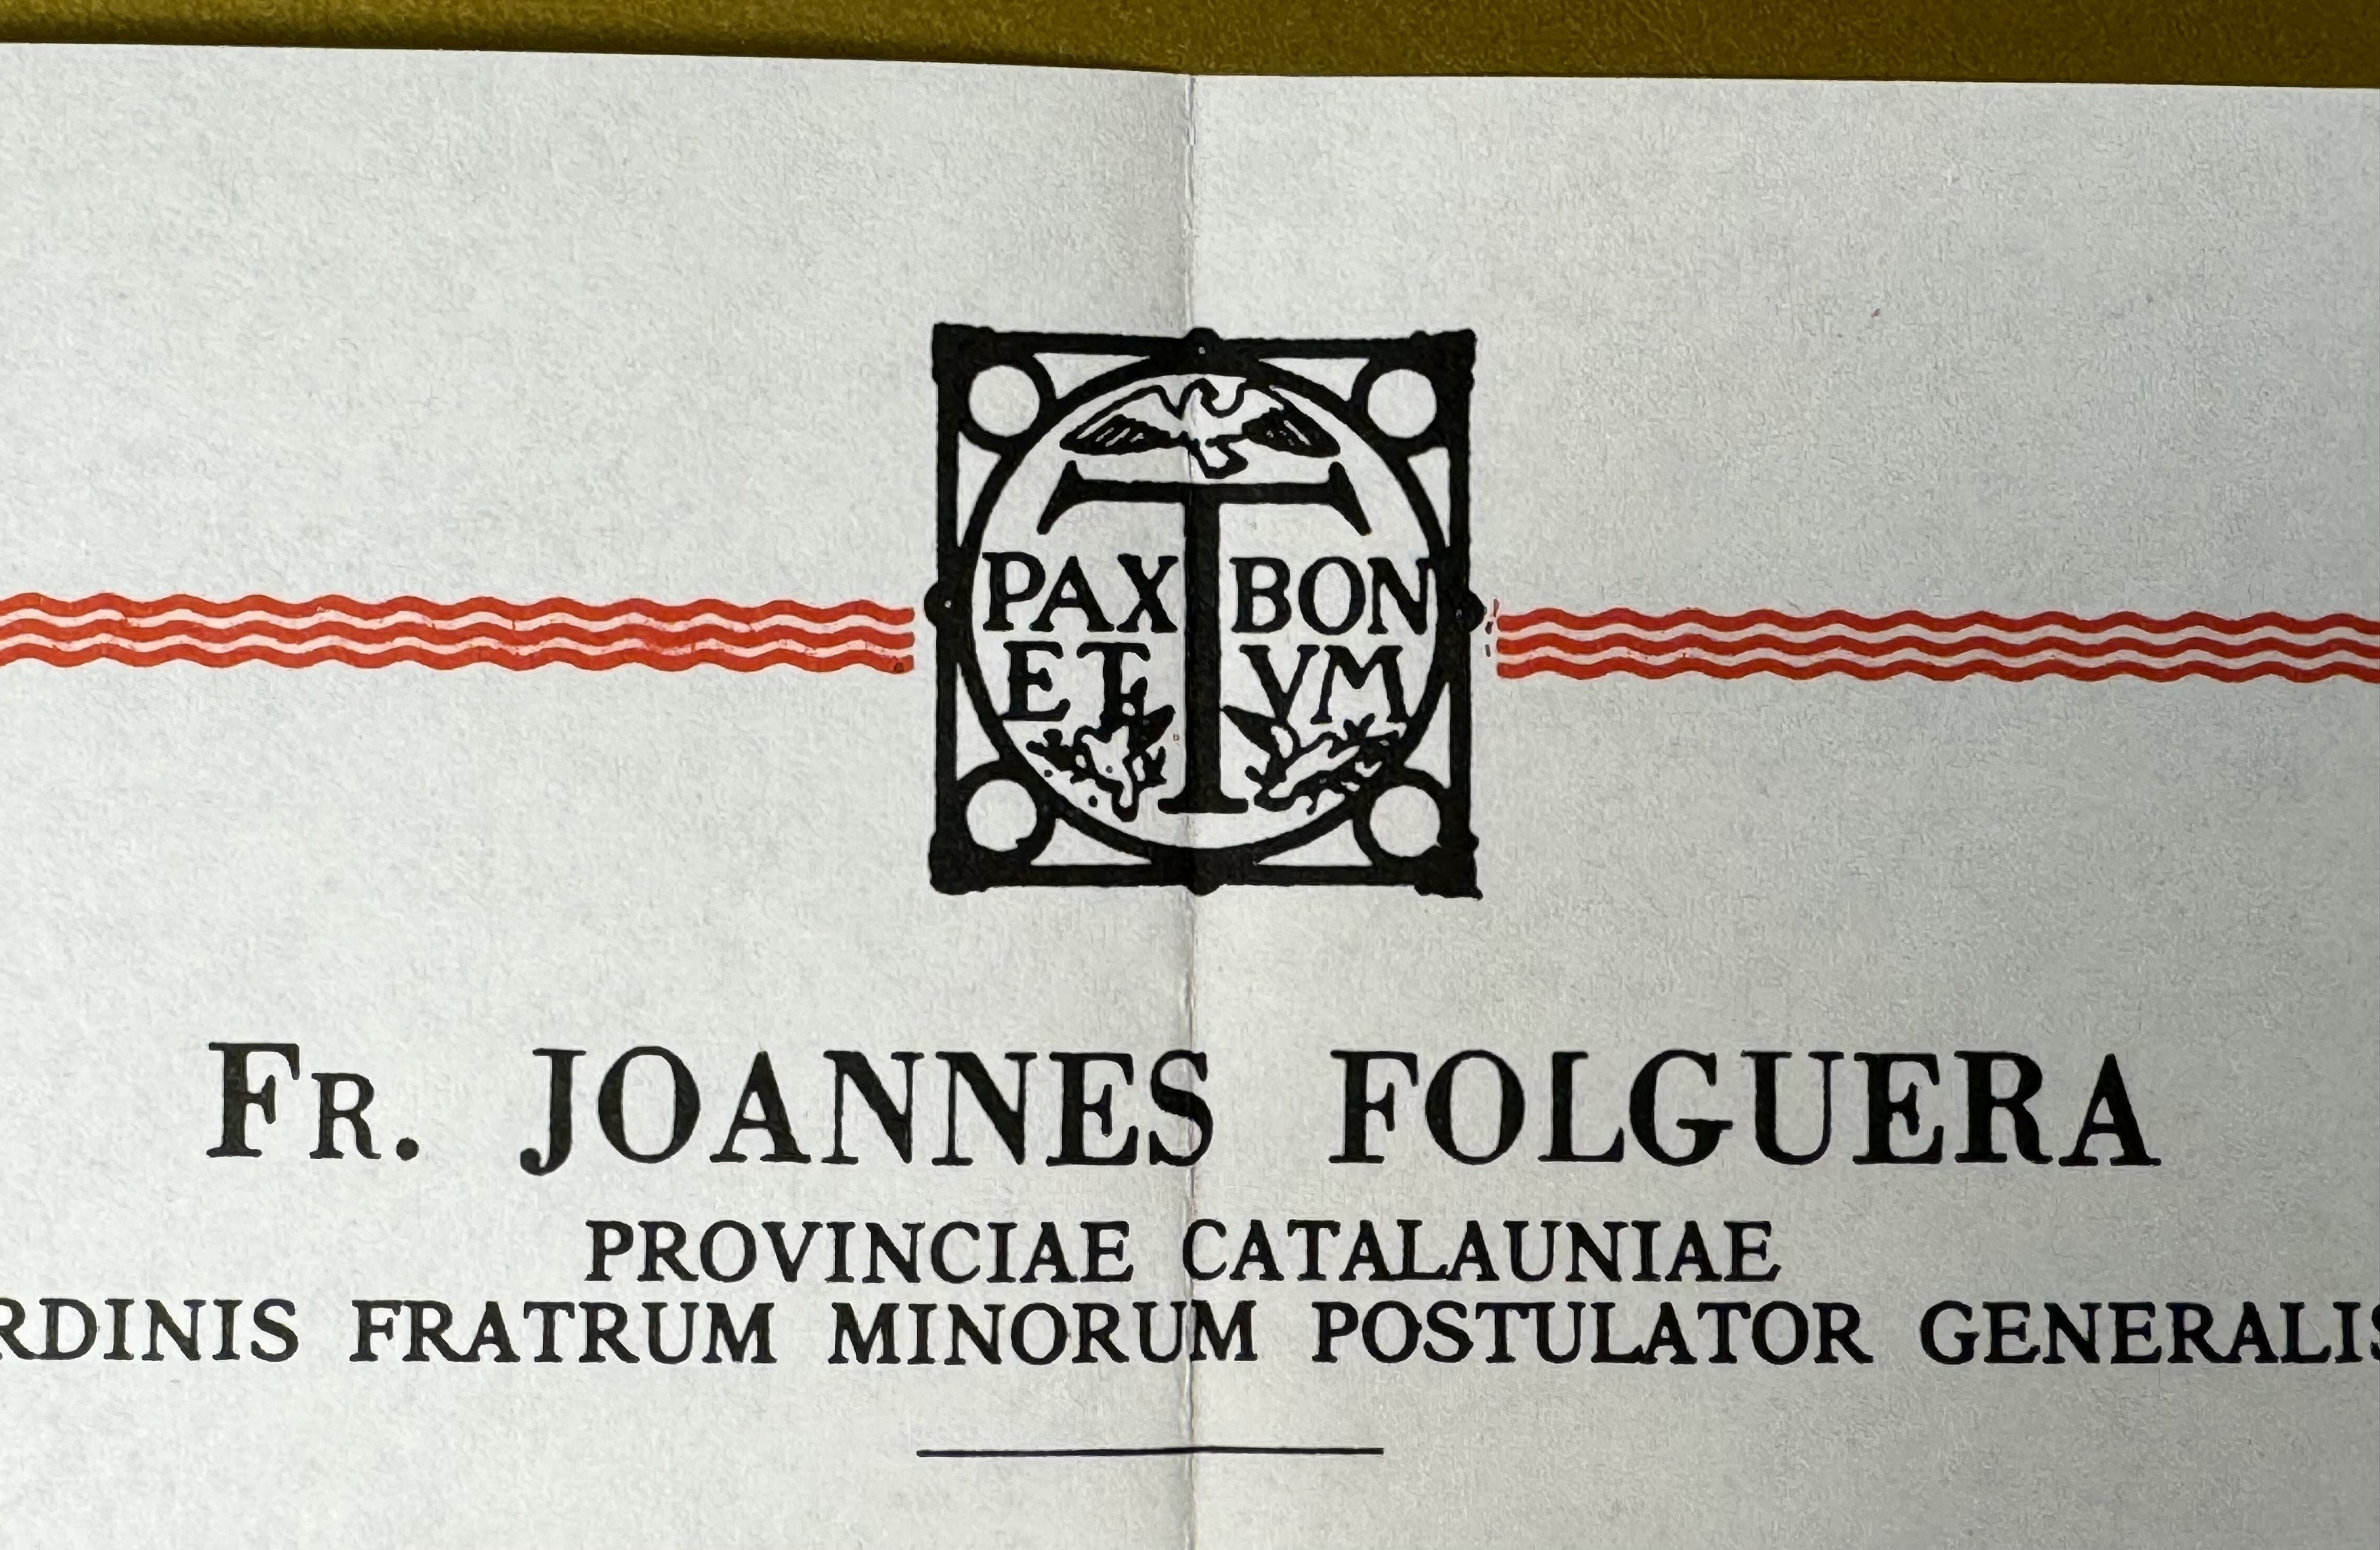 PAX BON
ET VM
FR. JOANNES FOLGUERA
PROVINCIAE CATALAUNIAE
RDINIS FRATRUM MINORUM POSTULATOR GENERALIS